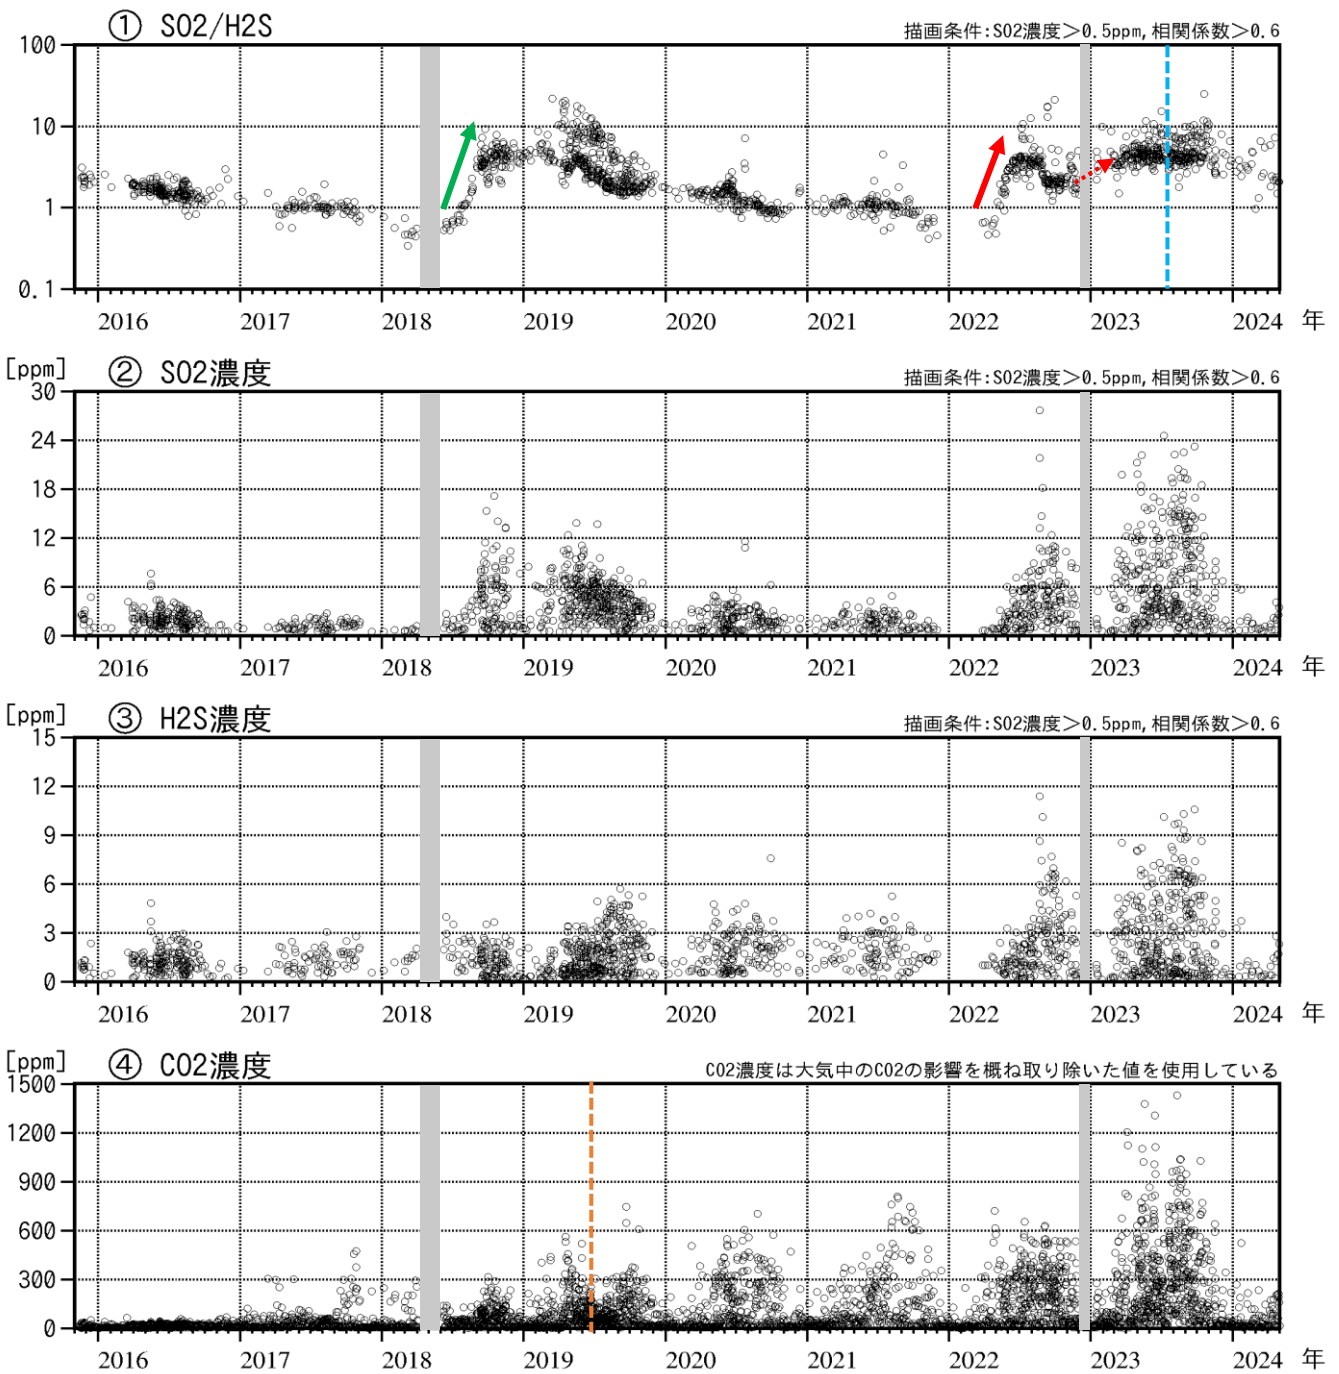 ① SO2/H2S
描画条件:SO2濃度＞0.5ppm,相関係数＞0.6
100
10
1
0.1
2016 2017 2018 2019 2020 2021 2022 2023 2024 年
[ppm]
② SO2濃度
描画条件:SO2濃度＞0.5ppm,相関係数＞0.6
30
24
18
12
6
0
2016 2017 2018 2019 2020 2021 2022 2023 2024 年
[ppm]
③ H2S濃度
描画条件:SO2濃度＞0.5ppm,相関係数＞0.6
15
12
9
6
3
0
2016 2017 2018 2019 2020 2021 2022 2023 2024 年
[ppm]
④ CO2濃度
CO2濃度は大気中のCO2の影響を概ね取り除いた値を使用している
1500
1200
900
600
300
0
2016 2017 2018 2019 2020 2021 2022 2023 2024 年